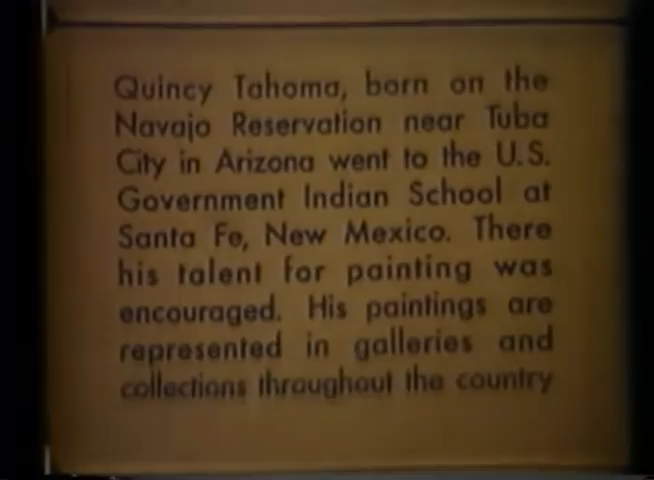 Quincy Tahoma, born on the
Navajo Reservation near Tuba
City in Arizona went to the U.S.
Government Indian School at
Santa Fe, New Mexico. There
his talent for painting was
encouraged. His paintings are
represented in galleries and
collections throughout the country